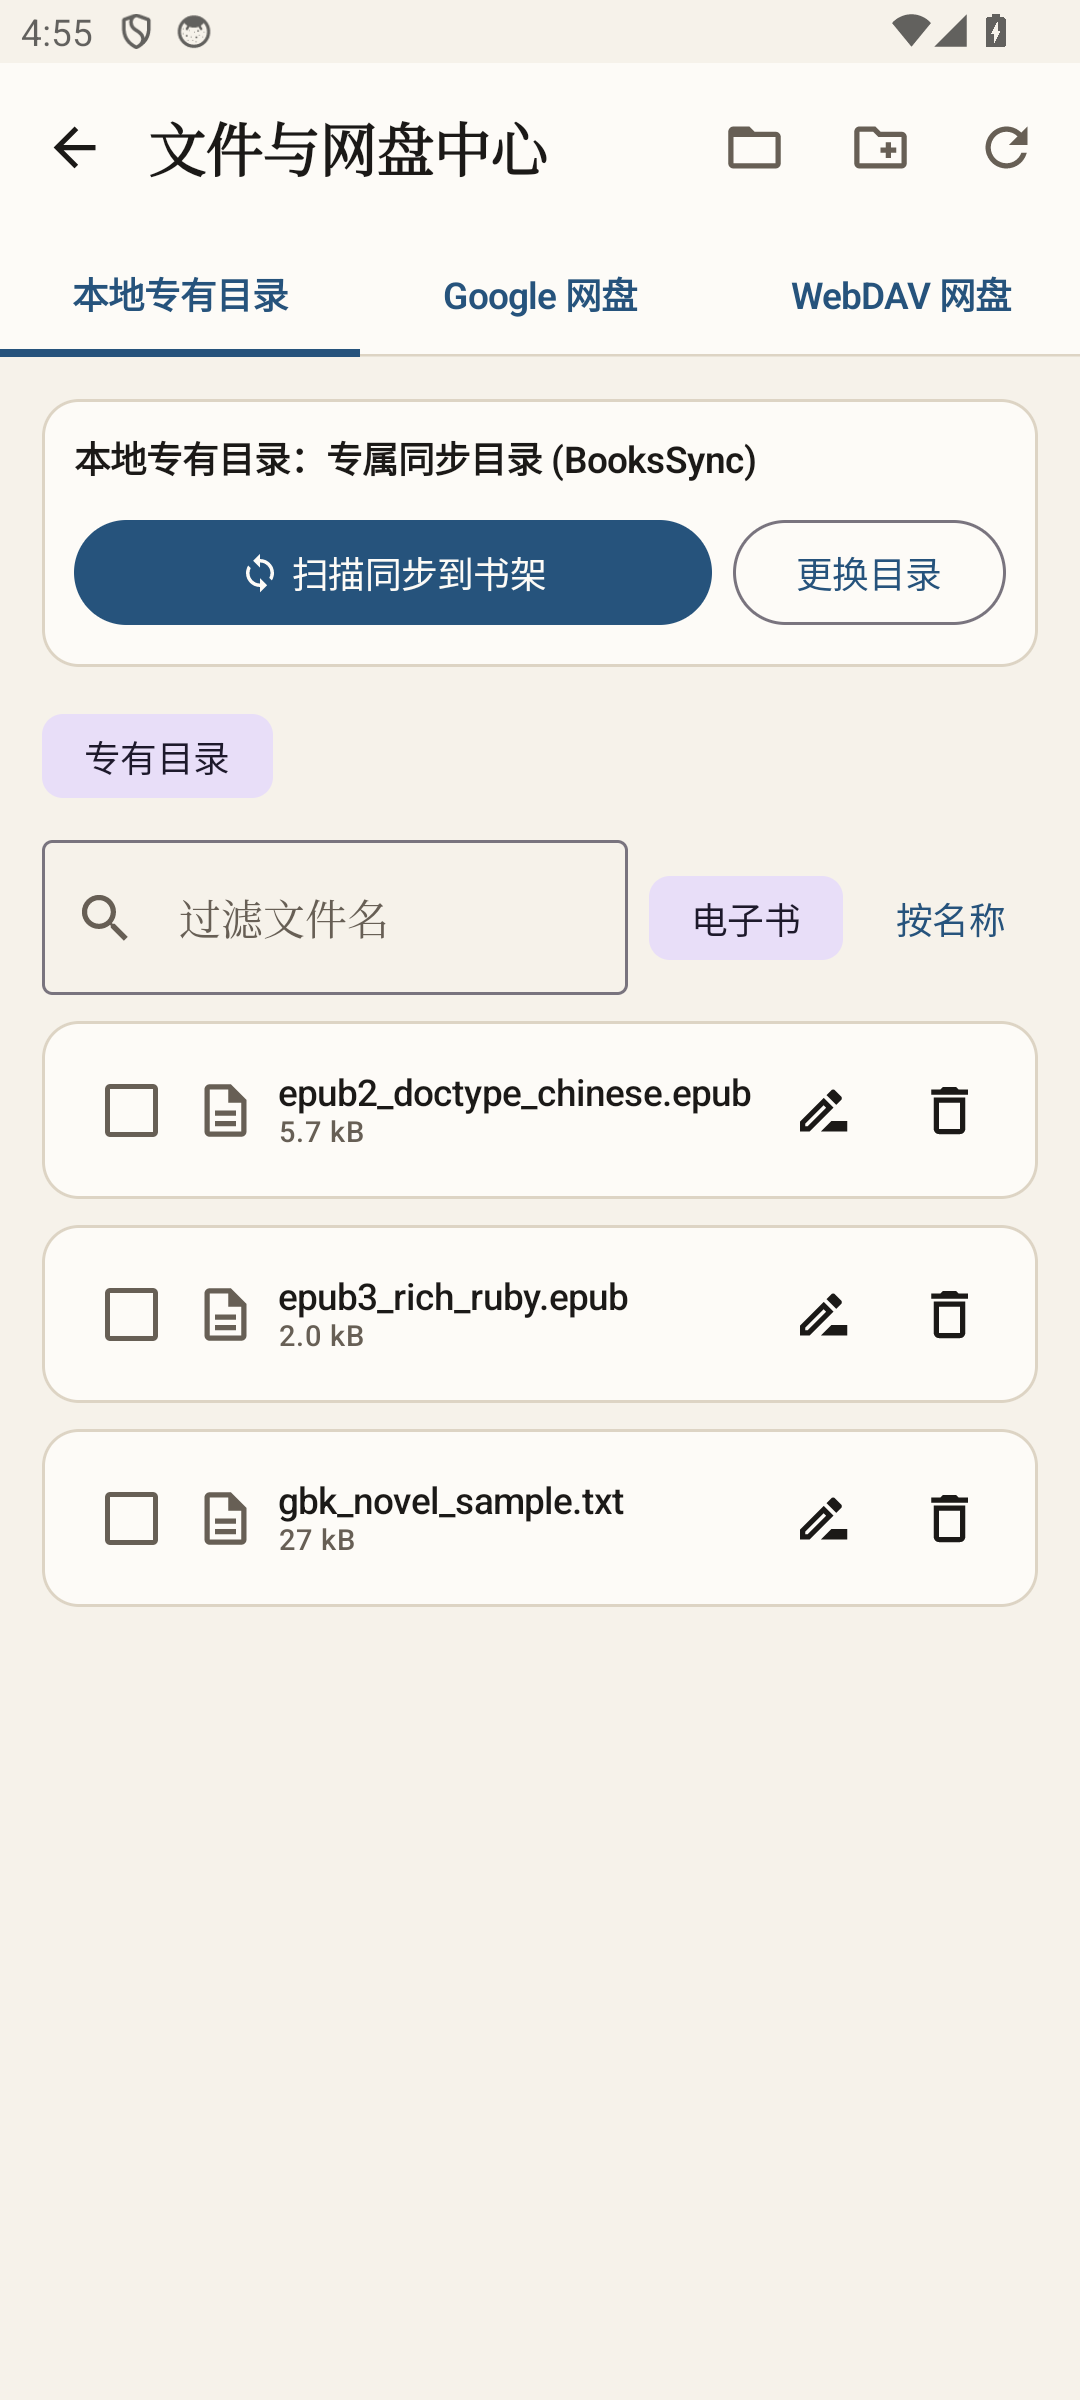 4:55
文件与网盘中心
本地专有目录
Google 网盘
WebDAV 网盘
本地专有目录：专属同步目录 (BooksSync)
扫描同步到书架
更换目录
专有目录
过滤文件名
电子书
按名称
epub2_doctype_chinese.epub
5.7 kB
epub3_rich_ruby.epub
2.0 kB
gbk_novel_sample.txt
27 kB